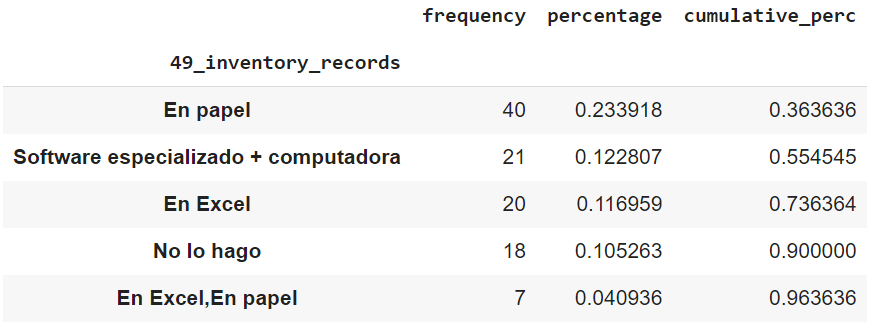 frequency percentage cumulative_perc
49_inventory_records
En papel 40 0.233918 0.363636
Software especializado + computadora 21 0.122807 0.554545
En Excel 20 0.116959 0.736364
No lo hago 18 0.105263 0.900000
En Excel,En papel 7 0.040936 0.963636